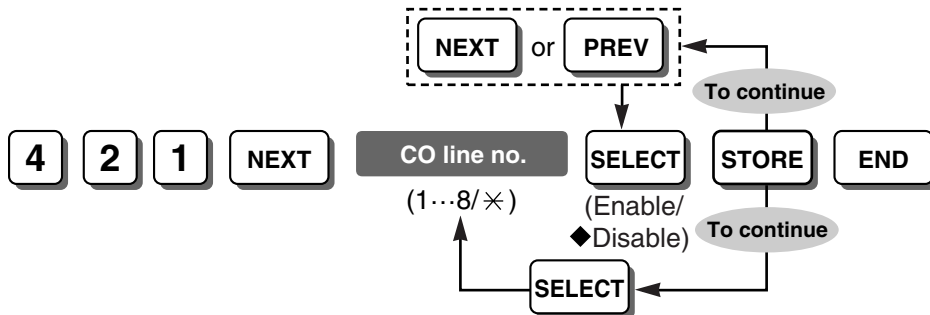 NEXT or PREV
To continue
4 2 1 NEXT CO line no. SELECT STORE END
(1···8/✳) (Enable/
◆Disable) To continue
SELECT